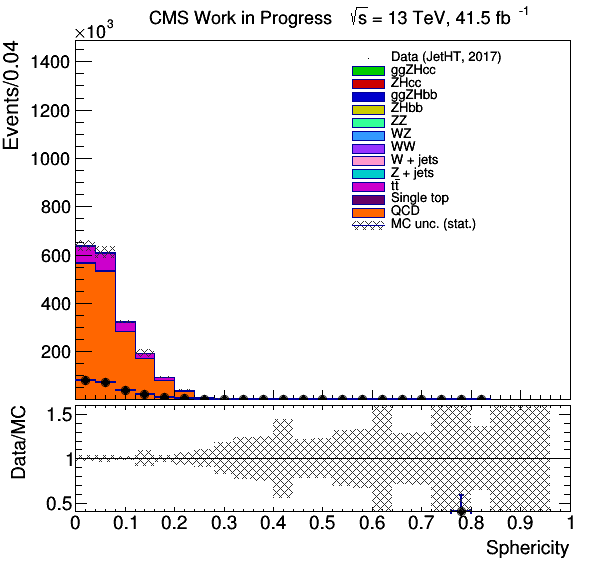 CMS Work in Progress √s = 13 TeV, 41.5 fb⁻¹
×10³
Events/0.04
1400
1200
1000
800
600
400
200
Data (JetHT, 2017)
ggZHcc
ZHcc
ggZHbb
ZHbb
ZZ
WZ
WW
W + jets
Z + jets
tt̄
Single top
QCD
MC unc. (stat.)
Data/MC
1.5
1
0.5
0 0.1 0.2 0.3 0.4 0.5 0.6 0.7 0.8 0.9 1
Sphericity